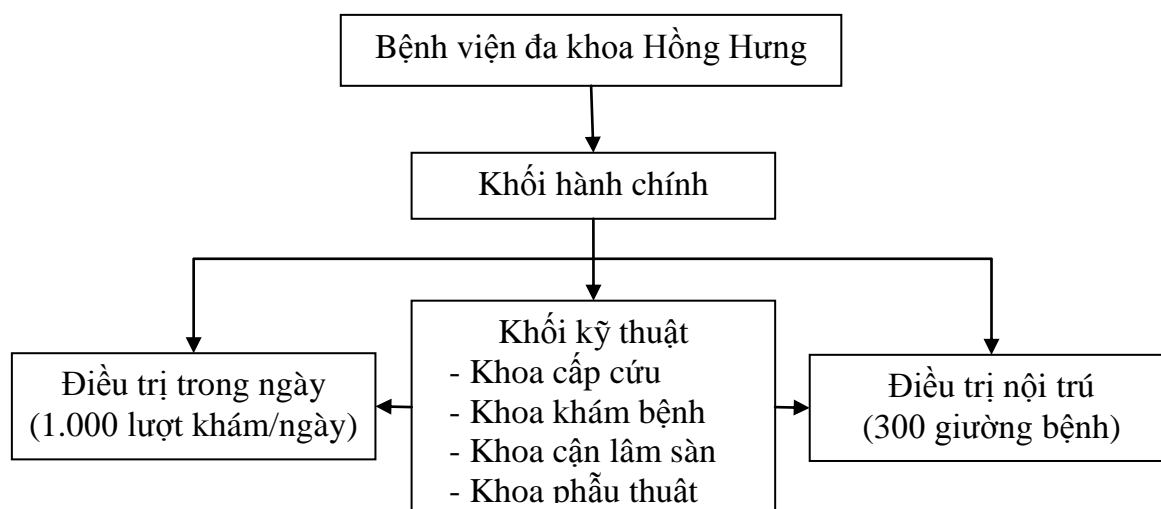 Bệnh viện đa khoa Hồng Hưng
Khối hành chính
Khối kỹ thuật
- Khoa cấp cứu
- Khoa khám bệnh
- Khoa cận lâm sàn
- Khoa phẫu thuật
Điều trị trong ngày
(1.000 lượt khám/ngày)
Điều trị nội trú
(300 giường bệnh)